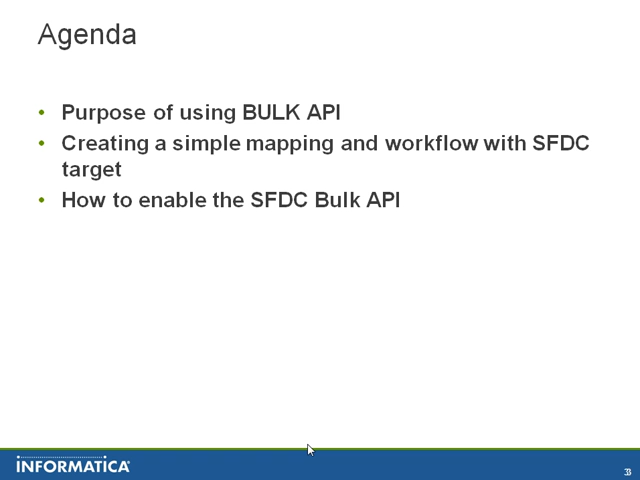 Agenda
• Purpose of using BULK API
• Creating a simple mapping and workflow with SFDC
target
• How to enable the SFDC Bulk API
INFORMATICA